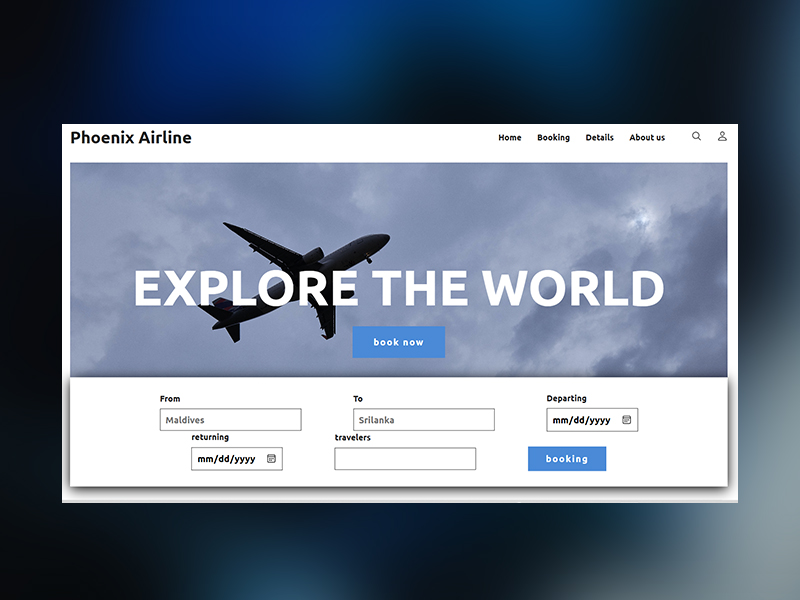 Phoenix Airline
Home Booking Details About us
EXPLORE THE WORLD
book now
From To Departing
Maldives Srilanka mm/dd/yyyy
returning travelers
mm/dd/yyyy booking